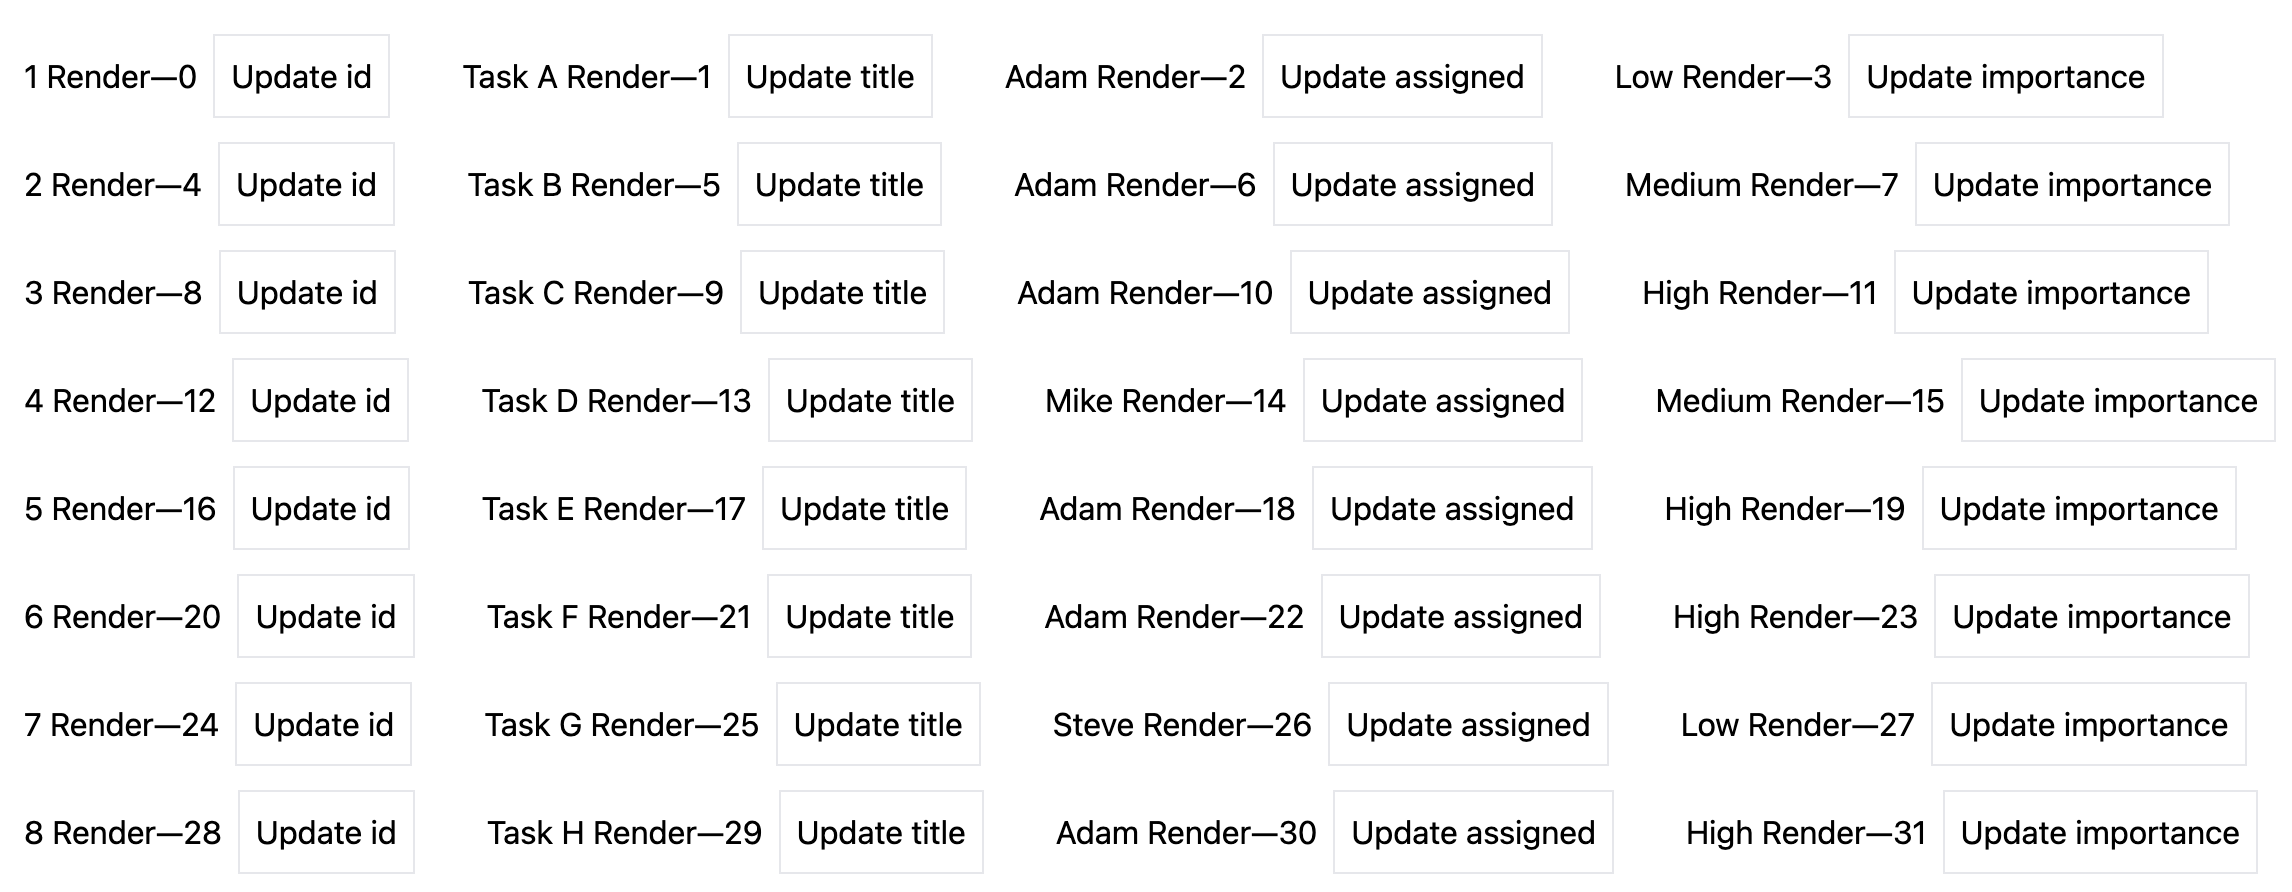 1 Render—0 Update id Task A Render—1 Update title Adam Render—2 Update assigned Low Render—3 Update importance
2 Render—4 Update id Task B Render—5 Update title Adam Render—6 Update assigned Medium Render—7 Update importance
3 Render—8 Update id Task C Render—9 Update title Adam Render—10 Update assigned High Render—11 Update importance
4 Render—12 Update id Task D Render—13 Update title Mike Render—14 Update assigned Medium Render—15 Update importance
5 Render—16 Update id Task E Render—17 Update title Adam Render—18 Update assigned High Render—19 Update importance
6 Render—20 Update id Task F Render—21 Update title Adam Render—22 Update assigned High Render—23 Update importance
7 Render—24 Update id Task G Render—25 Update title Steve Render—26 Update assigned Low Render—27 Update importance
8 Render—28 Update id Task H Render—29 Update title Adam Render—30 Update assigned High Render—31 Update importance